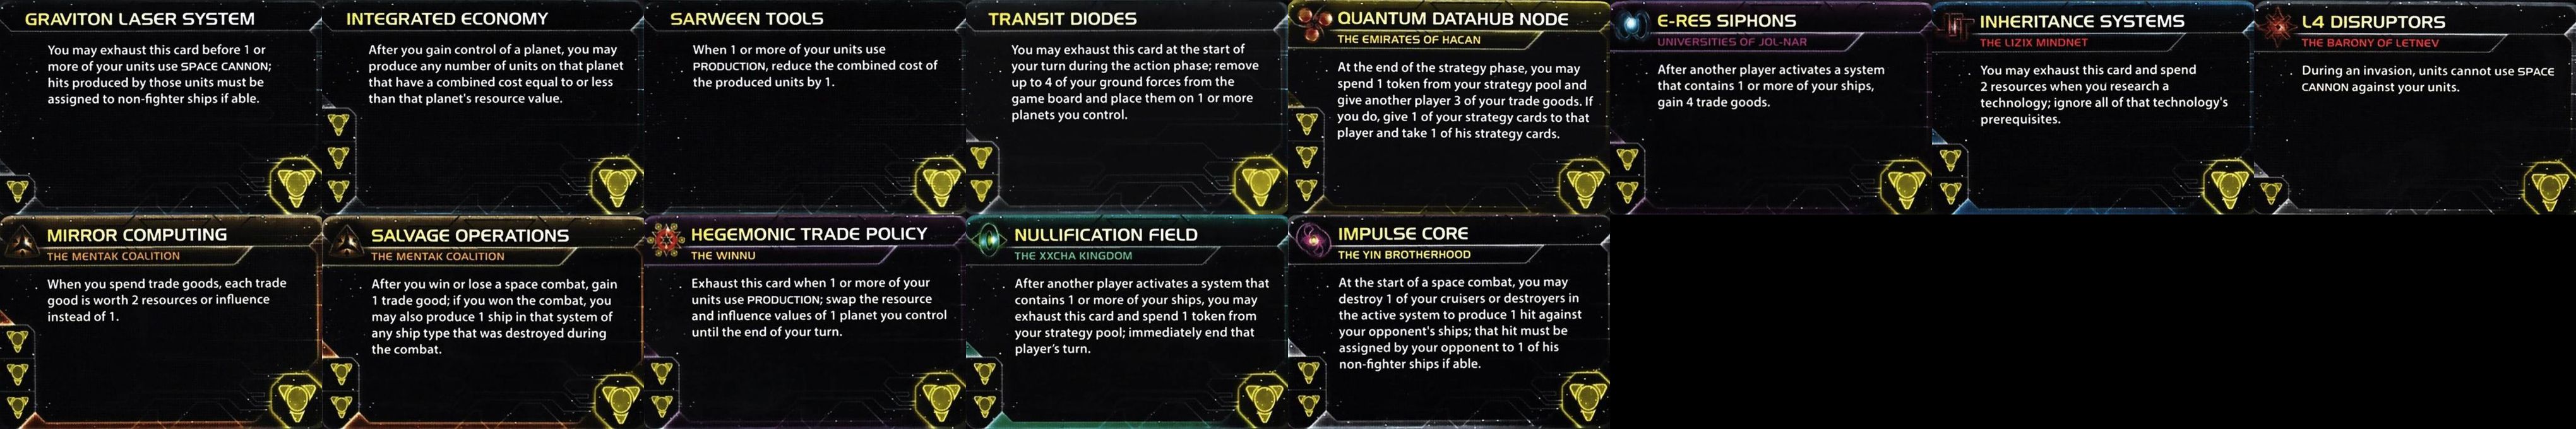 GRAVITON LASER SYSTEM
You may exhaust this card before 1 or
more of your units use SPACE CANNON;
hits produced by those units must be
assigned to non-fighter ships if able.
INTEGRATED ECONOMY
After you gain control of a planet, you may
produce any number of units on that planet
that have a combined cost equal to or less
than that planet's resource value.
SARWEEN TOOLS
When 1 or more of your units use
PRODUCTION, reduce the combined cost of
the produced units by 1.
TRANSIT DIODES
You may exhaust this card at the start of
your turn during the action phase; remove
up to 4 of your ground forces from the
game board and place them on 1 or more
planets you control.
QUANTUM DATAHUB NODE
THE EMIRATES OF HACAN
At the end of the strategy phase, you may
spend 1 token from your strategy pool and
give another player 3 of your trade goods. If
you do, give 1 of your strategy cards to that
player and take 1 of his strategy cards.
E-RES SIPHONS
UNIVERSITIES OF JOL-NAR
After another player activates a system
that contains 1 or more of your ships,
gain 4 trade goods.
INHERITANCE SYSTEMS
THE L1Z1X MINDNET
You may exhaust this card and spend
2 resources when you research a
technology; ignore all of that technology's
prerequisites.
L4 DISRUPTORS
THE BARONY OF LETNEV
During an invasion, units cannot use SPACE
CANNON against your units.
MIRROR COMPUTING
THE MENTAK COALITION
When you spend trade goods, each trade
good is worth 2 resources or influence
instead of 1.
SALVAGE OPERATIONS
THE MENTAK COALITION
After you win or lose a space combat, gain
1 trade good; if you won the combat, you
may also produce 1 ship in that system of
any ship type that was destroyed during
the combat.
HEGEMONIC TRADE POLICY
THE WINNU
Exhaust this card when 1 or more of your
units use PRODUCTION; swap the resource
and influence values of 1 planet you control
until the end of your turn.
NULLIFICATION FIELD
THE XXCHA KINGDOM
After another player activates a system that
contains 1 or more of your ships, you may
exhaust this card and spend 1 token from
your strategy pool; immediately end that
player's turn.
IMPULSE CORE
THE YIN BROTHERHOOD
At the start of a space combat, you may
destroy 1 of your cruisers or destroyers in
the active system to produce 1 hit against
your opponent's ships; that hit must be
assigned by your opponent to 1 of his
non-fighter ships if able.